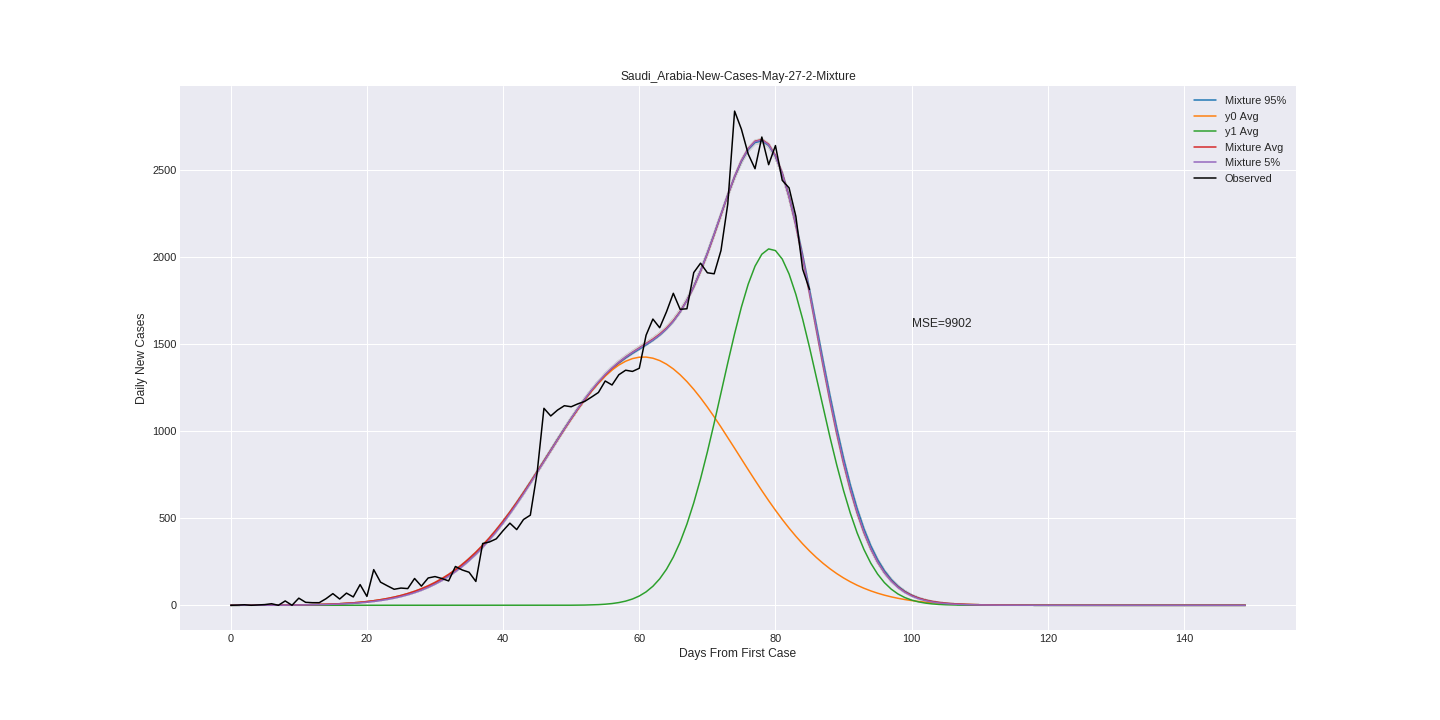 Saudi_Arabia-New-Cases-May-27-2-Mixture
Mixture 95%
y0 Avg
y1 Avg
Mixture Avg
Mixture 5%
Observed
2500
2000
1500
1000
500
0
Daily New Cases
MSE=9902
0 20 40 60 80 100 120 140
Days From First Case